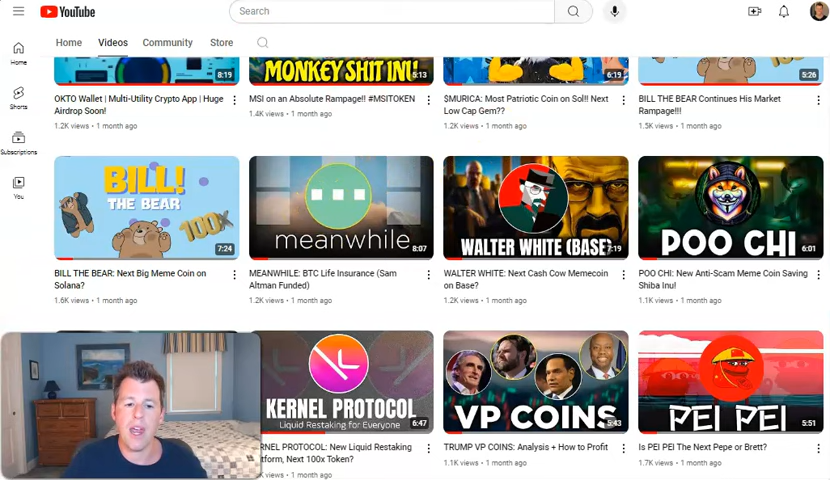 YouTube
Search
Home Videos Community Store
Home
Shorts
Subscriptions
You
8:19
MONKEY SHIT INU!
5:13
6:19
5:26
OKTO Wallet | Multi-Utility Crypto App | Huge
Airdrop Soon!
1.2K views • 1 month ago
MSI on an Absolute Rampage!! #MSITOKEN
1.4K views • 1 month ago
$MURICA: Most Patriotic Coin on Sol!! Next
Low Cap Gem??
1.2K views • 1 month ago
BILL THE BEAR Continues His Market
Rampage!!!
1.5K views • 1 month ago
BILL!
THE BEAR
100X
7:24
meanwhile
8:07
WALTER WHITE (BASE)
7:19
POO CHI
6:01
BILL THE BEAR: Next Big Meme Coin on
Solana?
1.6K views • 1 month ago
MEANWHILE: BTC Life Insurance (Sam
Altman Funded)
1.2K views • 1 month ago
WALTER WHITE: Next Cash Cow Memecoin
on Base?
1.2K views • 1 month ago
POO CHI: New Anti-Scam Meme Coin Saving
Shiba Inu!
1.1K views • 1 month ago
KERNEL PROTOCOL
Liquid Restaking for Everyone
6:47
VP COINS
5:43
PEI PEI
5:51
KERNEL PROTOCOL: New Liquid Restaking
Next 100x Token?
views • 1 month ago
TRUMP VP COINS: Analysis + How to Profit
1.1K views • 1 month ago
Is PEI PEI The Next Pepe or Brett?
1.7K views • 1 month ago